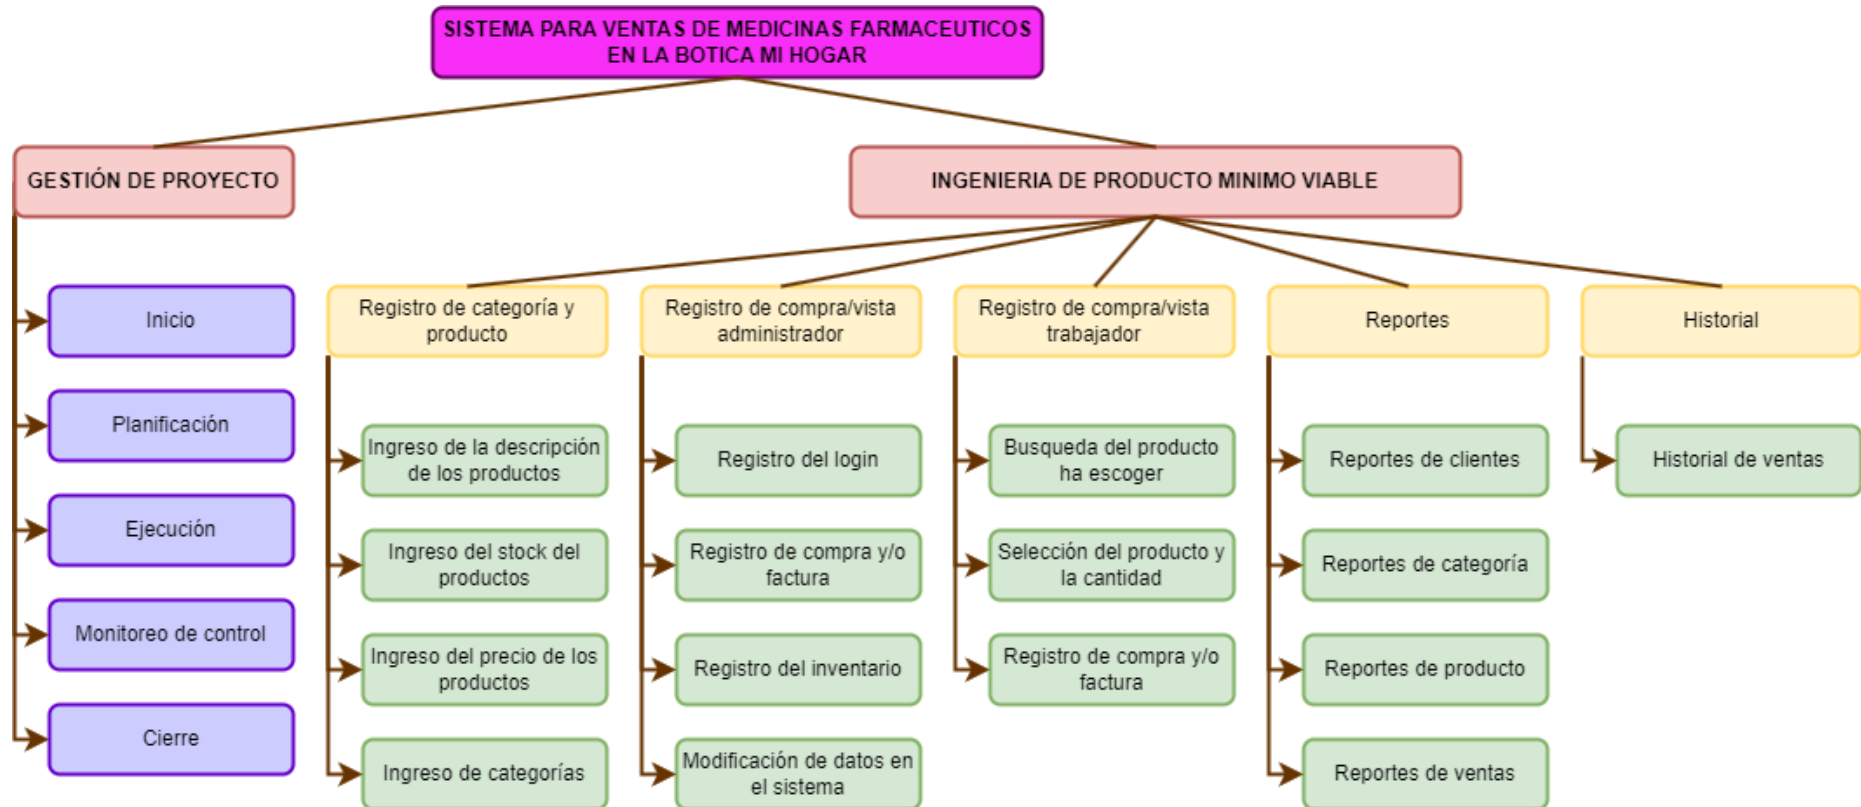 SISTEMA PARA VENTAS DE MEDICINAS FARMACEUTICOS
EN LA BOTICA MI HOGAR
GESTIÓN DE PROYECTO
INGENIERIA DE PRODUCTO MINIMO VIABLE
Inicio
Planificación
Ejecución
Monitoreo de control
Cierre
Registro de categoría y
producto
Ingreso de la descripción
de los productos
Ingreso del stock del
productos
Ingreso del precio de los
productos
Ingreso de categorías
Registro de compra/vista
administrador
Registro del login
Registro de compra y/o
factura
Registro del inventario
Modificación de datos en
el sistema
Registro de compra/vista
trabajador
Busqueda del producto
ha escoger
Selección del producto y
la cantidad
Registro de compra y/o
factura
Reportes
Reportes de clientes
Reportes de categoría
Reportes de producto
Reportes de ventas
Historial
Historial de ventas